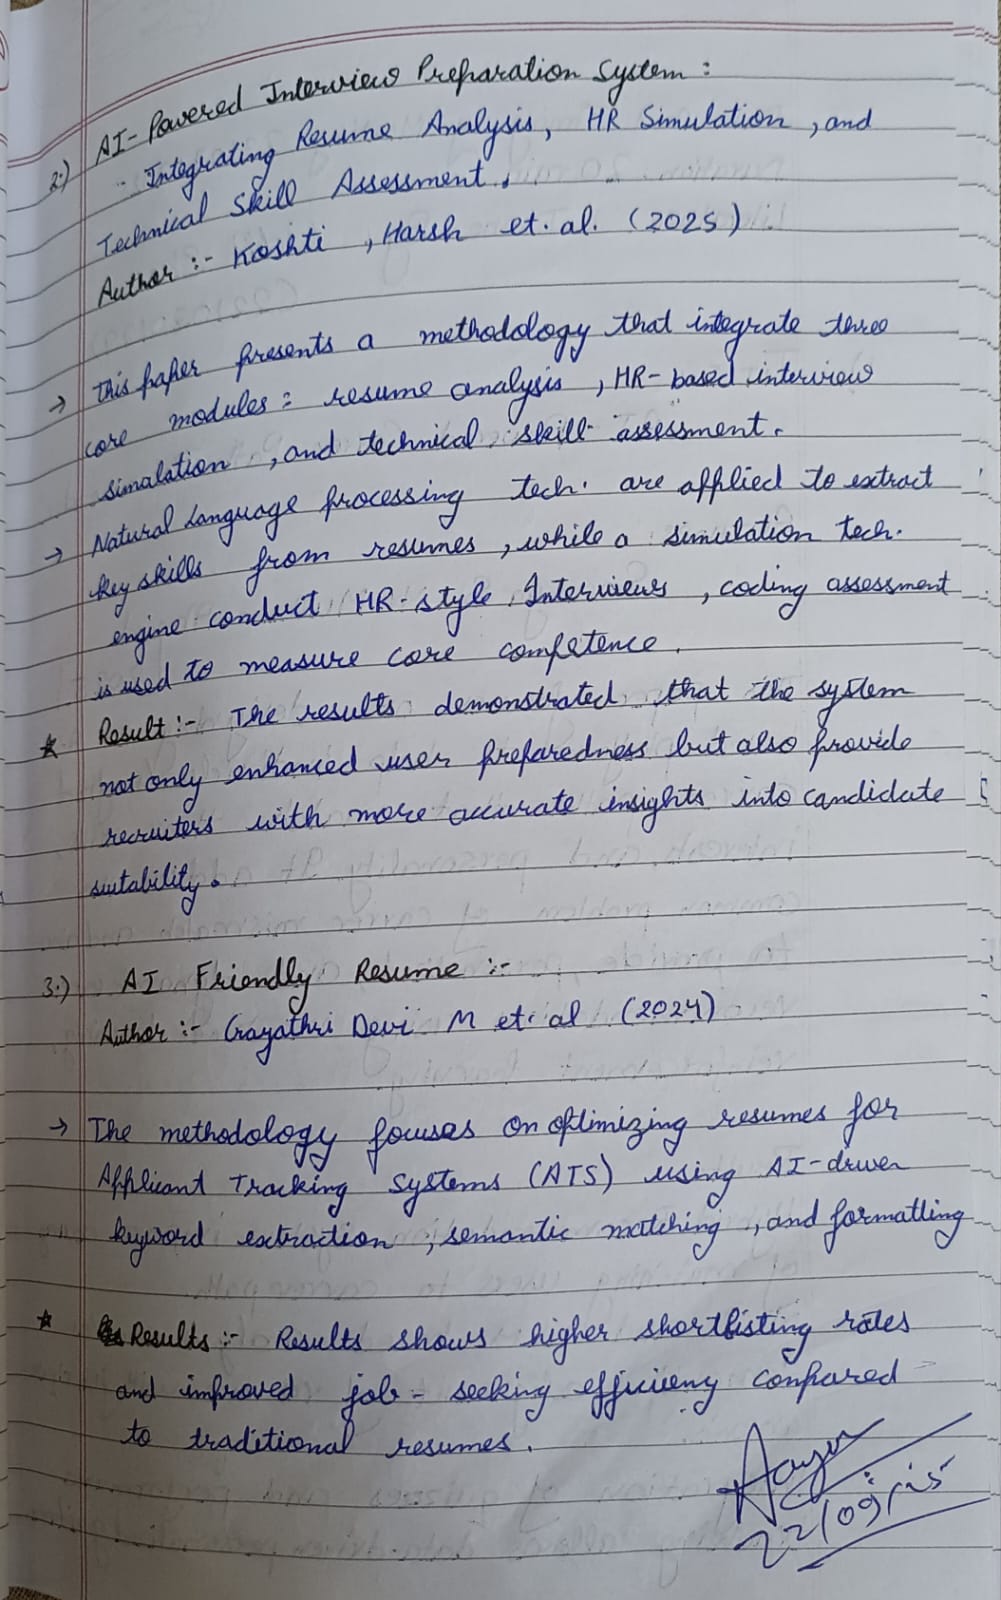 2.) AI-Powered Interview Preparation System :
Integrating Resume Analysis, HR Simulation, and
Technical Skill Assessment.
Author :- Koshti, Harsh et. al. (2025)
→ This paper presents a methodology that integrate three
core modules : resume analysis, HR-based interview
simalation, and technical skill assessment.
→ Natural Language processing tech. are applied to extract
key skills from resumes, while a simulation tech.
engine conduct HR-style Interviews, coding assessment
is used to measure core competence.
* Result :- The results demonstrated that the system
not only enhanced user preparedness but also provide
recruiters with more accurate insights into candidate
suitability.
3.) AI Friendly Resume :-
Author :- Gayathri Devi M et. al (2024)
→ The methodology focuses on optimizing resumes for
Applicant Tracking Systems (ATS) using AI-driven
keyword extraction, semantic matching, and formatting
* Results :- Results shows higher shortlisting rates
and improved job-seeking efficieny compared
to traditional resumes.
22/09/25